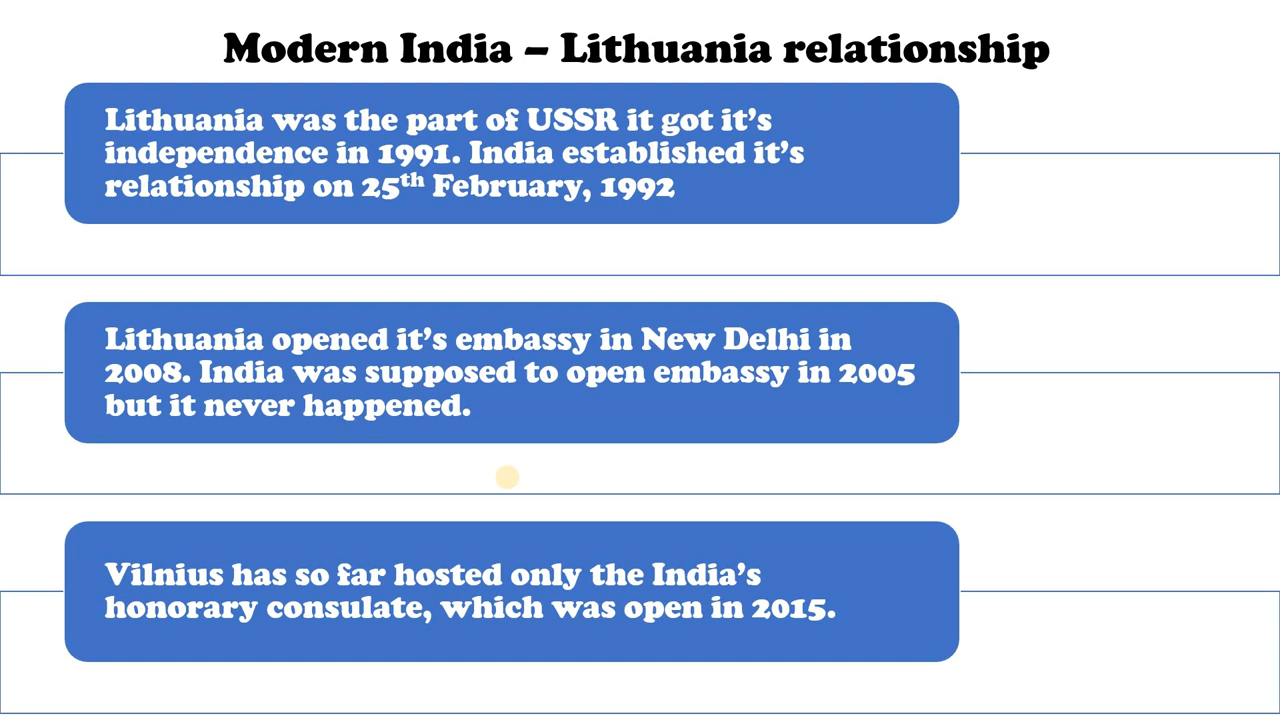 Modern India – Lithuania relationship
Lithuania was the part of USSR it got it’s
independence in 1991. India established it’s
relationship on 25th February, 1992
Lithuania opened it’s embassy in New Delhi in
2008. India was supposed to open embassy in 2005
but it never happened.
Vilnius has so far hosted only the India’s
honorary consulate, which was open in 2015.